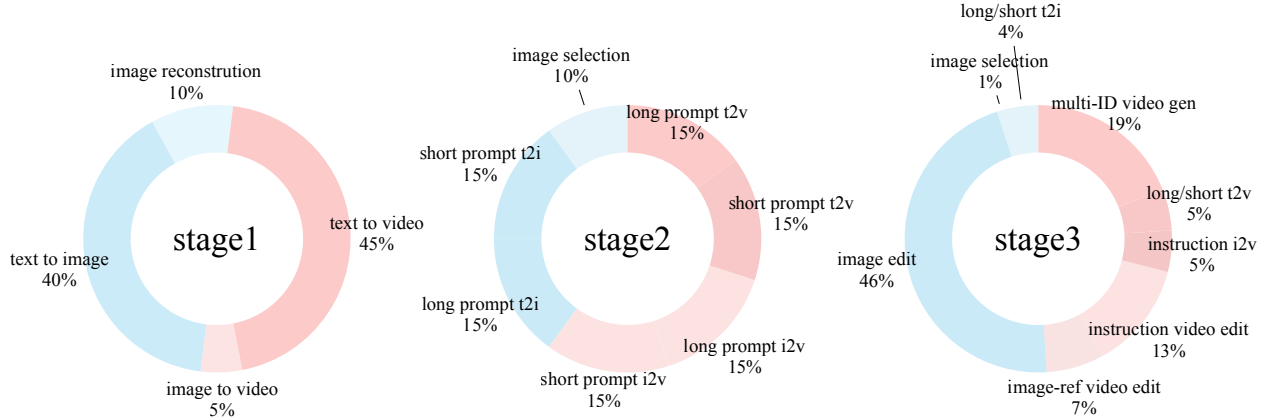 image reconstrution
10%
text to video
45%
stage1
text to image
40%
image to video
5%
image selection
10%
long prompt t2v
15%
short prompt t2i
15%
short prompt t2v
15%
stage2
long prompt t2i
15%
long prompt i2v
15%
short prompt i2v
15%
long/short t2i
4%
image selection
1%
multi-ID video gen
19%
long/short t2v
5%
stage3
instruction i2v
5%
image edit
46%
instruction video edit
13%
image-ref video edit
7%